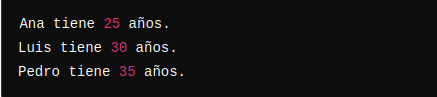 Ana tiene 25 años.
Luis tiene 30 años.
Pedro tiene 35 años.